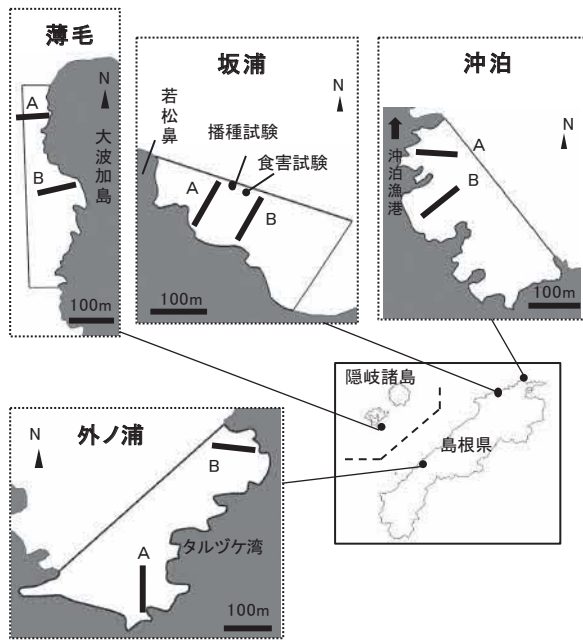 薄毛
N
A
大波加島
B
100m
坂浦
N
若松鼻
播種試験
食害試験
A
B
100m
沖泊
N
沖泊漁港
A
B
100m
隠岐諸島
島根県
外ノ浦
N
B
A
タルヅケ湾
100m